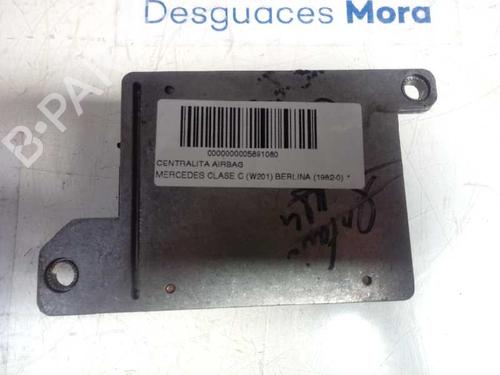 Desguaces Mora
B-PA
0000000005891080
CENTRALITA AIRBAG
MERCEDES CLASE C (W201) BERLINA (1982-0) *